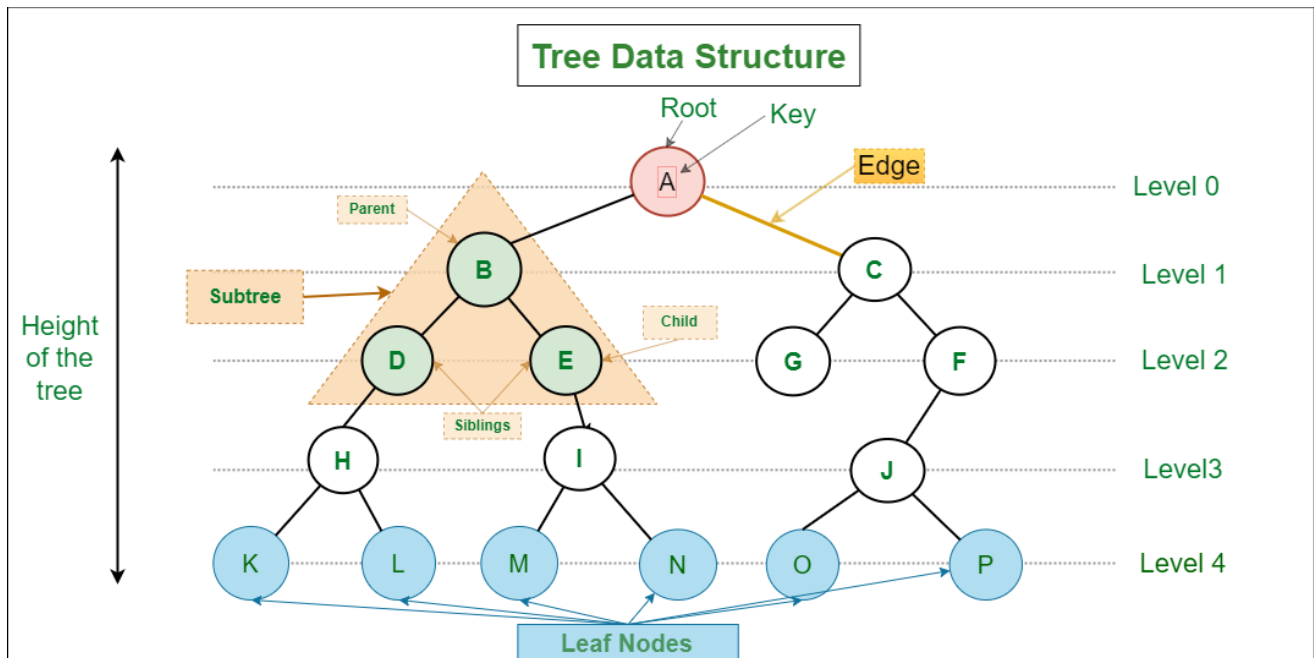 Tree Data Structure
Root
Key
A
Edge
Level 0
Parent
B
C
Level 1
Subtree
Child
Height
of the
tree
D
E
G
F
Level 2
Siblings
H
I
J
Level3
K
L
M
N
O
P
Level 4
Leaf Nodes